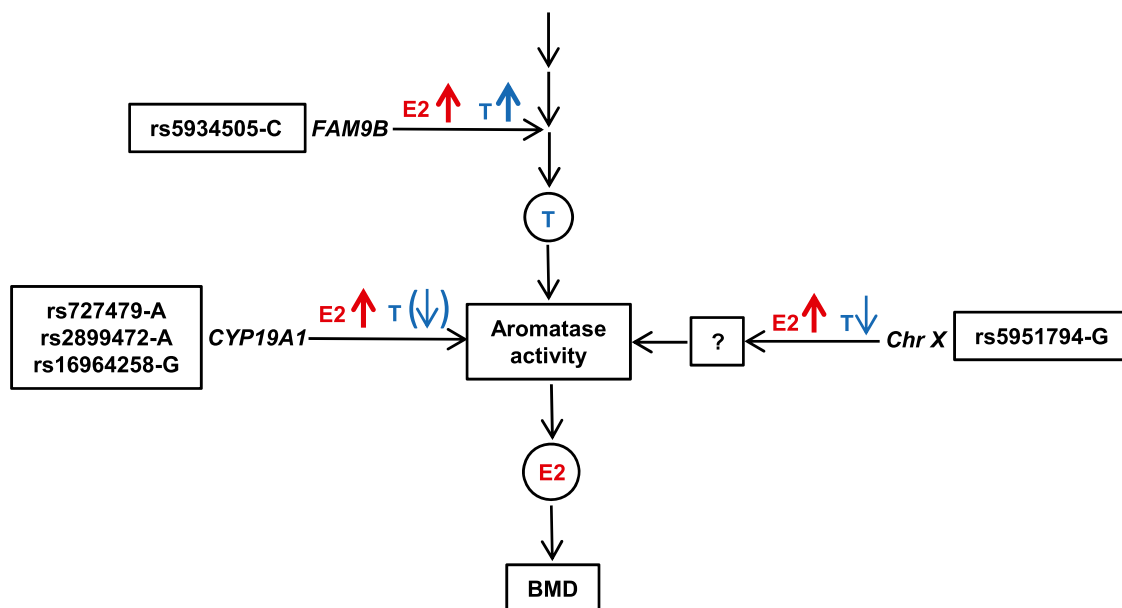 E2 T
rs5934505-C FAM9B
T
rs727479-A
rs2899472-A
rs16964258-G
CYP19A1
E2 T ( )
Aromatase
activity
?
E2 T
Chr X
rs5951794-G
E2
BMD